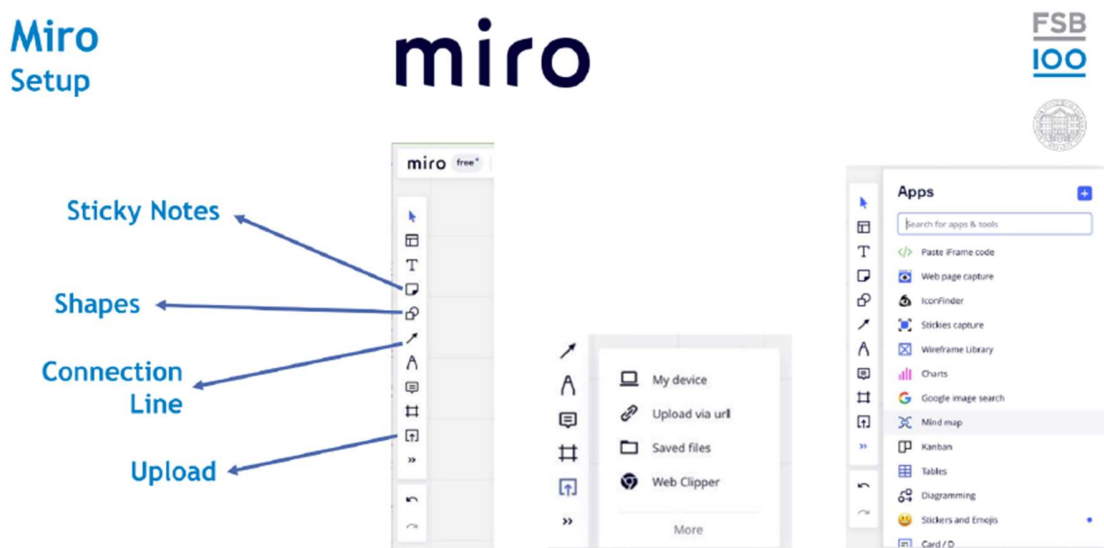 Miro
Setup
miro
FSB
100
miro free*
Sticky Notes
Shapes
Connection
Line
Upload
My device
Upload via url
Saved files
Web Clipper
More
Apps
Search for apps & tools
</> Paste iFrame code
Web page capture
IconFinder
Stickies capture
Wireframe Library
Charts
Google image search
Mind map
Kanban
Tables
Diagramming
Stickers and Emojis
Card / D